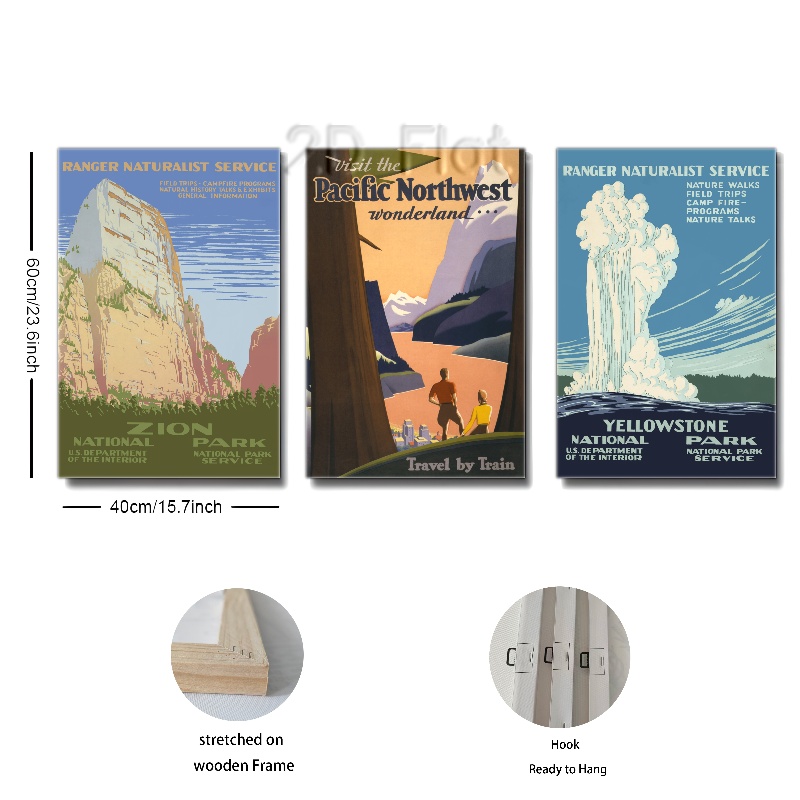 2D Flat
RANGER NATURALIST SERVICE
FIELD TRIPS - CAMPFIRE PROGRAMS
NATURAL HISTORY TALKS & EXHIBITS
GENERAL INFORMATION
ZION
NATIONAL PARK
U.S. DEPARTMENT
OF THE INTERIOR
NATIONAL PARK
SERVICE
Visit the
Pacific Northwest
wonderland...
Travel by Train
RANGER NATURALIST SERVICE
NATURE WALKS
FIELD TRIPS
CAMP FIRE-
PROGRAMS
NATURE TALKS
YELLOWSTONE
NATIONAL PARK
U.S. DEPARTMENT
OF THE INTERIOR
NATIONAL PARK
SERVICE
60cm/23.6inch
40cm/15.7inch
stretched on
wooden Frame
Hook
Ready to Hang